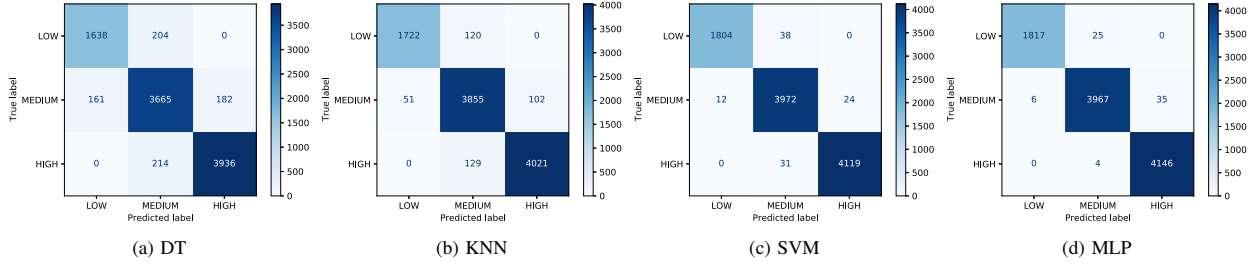 True label
LOW 1638 204 0
MEDIUM 161 3665 182
HIGH 0 214 3936
LOW MEDIUM HIGH
Predicted label
3500
3000
2500
2000
1500
1000
500
0
(a) DT
True label
LOW 1722 120 0
MEDIUM 51 3855 102
HIGH 0 129 4021
LOW MEDIUM HIGH
Predicted label
4000
3500
3000
2500
2000
1500
1000
500
0
(b) KNN
True label
LOW 1804 38 0
MEDIUM 12 3972 24
HIGH 0 31 4119
LOW MEDIUM HIGH
Predicted label
4000
3500
3000
2500
2000
1500
1000
500
0
(c) SVM
True label
LOW 1817 25 0
MEDIUM 6 3967 35
HIGH 0 4 4146
LOW MEDIUM HIGH
Predicted label
4000
3500
3000
2500
2000
1500
1000
500
0
(d) MLP